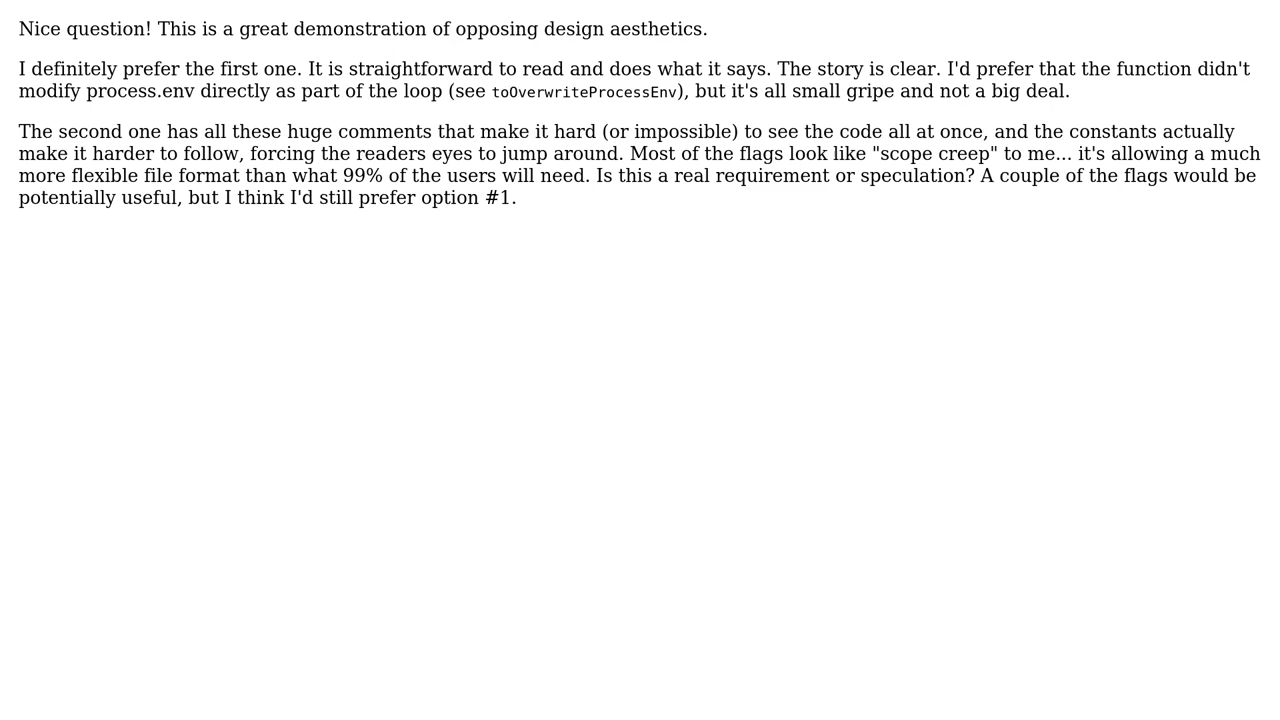 Nice question! This is a great demonstration of opposing design aesthetics.
I definitely prefer the first one. It is straightforward to read and does what it says. The story is clear. I'd prefer that the function didn't
modify process.env directly as part of the loop (see toOverwriteProcessEnv), but it's all small gripe and not a big deal.
The second one has all these huge comments that make it hard (or impossible) to see the code all at once, and the constants actually
make it harder to follow, forcing the readers eyes to jump around. Most of the flags look like "scope creep" to me... it's allowing a much
more flexible file format than what 99% of the users will need. Is this a real requirement or speculation? A couple of the flags would be
potentially useful, but I think I'd still prefer option #1.